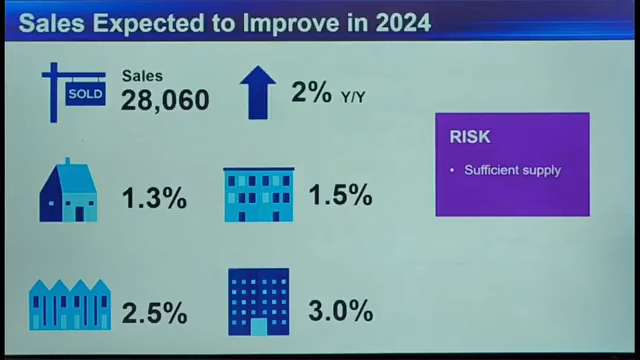 Sales Expected to Improve in 2024
SOLD
Sales
28,060
2% Y/Y
RISK
• Sufficient supply
1.3%
1.5%
2.5%
3.0%